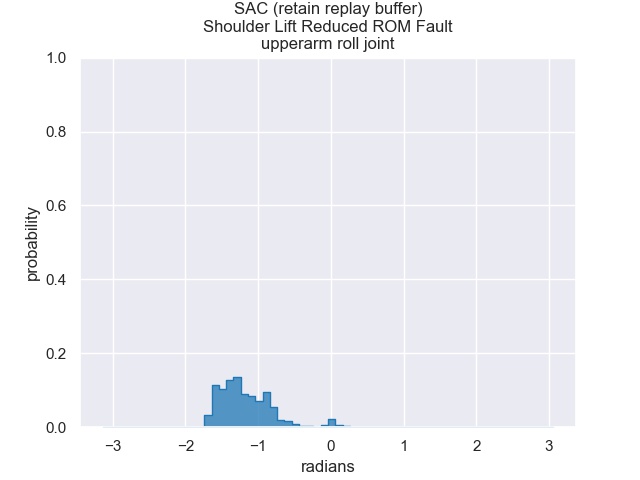 SAC (retain replay buffer)
Shoulder Lift Reduced ROM Fault
upperarm roll joint
1.0
0.8
0.6
0.4
0.2
0.0
probability
−3 −2 −1 0 1 2 3
radians